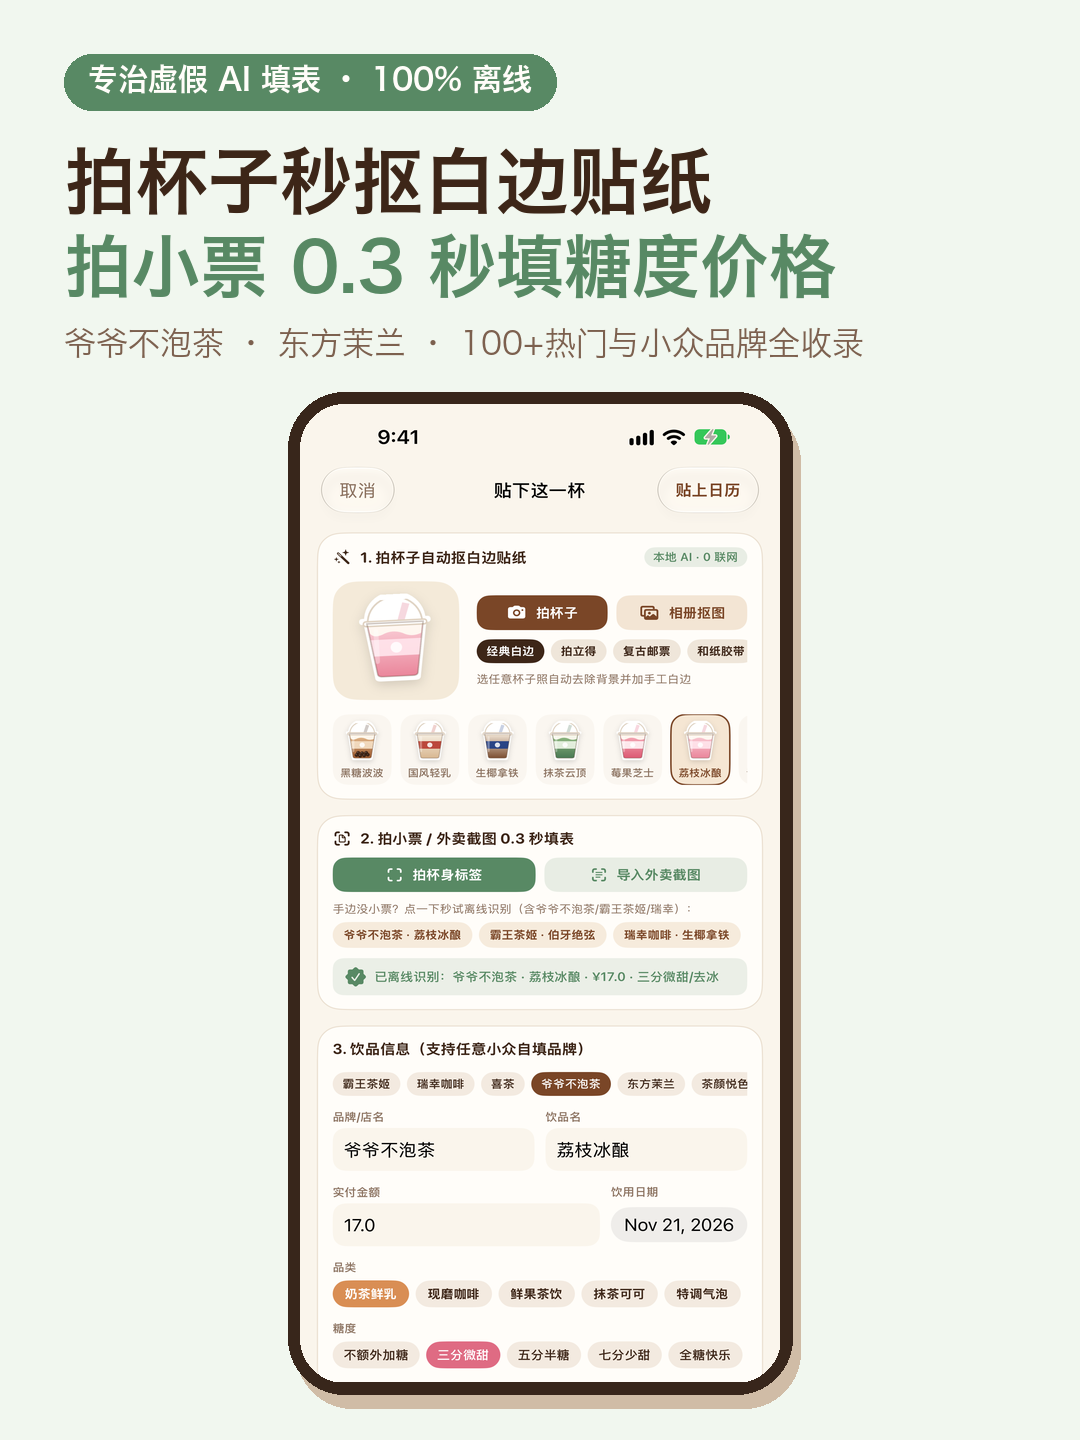 专治虚假 AI 填表 · 100% 离线
拍杯子秒抠白边贴纸
拍小票 0.3 秒填糖度价格
爷爷不泡茶 · 东方茉兰 · 100+热门与小众品牌全收录
9:41
取消 贴下这一杯 贴上日历
1. 拍杯子自动抠白边贴纸 本地 AI · 0 联网
拍杯子 相册抠图
经典白边 拍立得 复古邮票 和纸胶带
选任意杯子照自动去除背景并加手工白边
黑糖波波 国风轻乳 生椰拿铁 抹茶云顶 莓果芝士 荔枝冰酿
2. 拍小票 / 外卖截图 0.3 秒填表
拍杯身标签 导入外卖截图
手边没小票？点一下秒试离线识别（含爷爷不泡茶/霸王茶姬/瑞幸）：
爷爷不泡茶 · 荔枝冰酿 霸王茶姬 · 伯牙绝弦 瑞幸咖啡 · 生椰拿铁
已离线识别：爷爷不泡茶 · 荔枝冰酿 · ¥17.0 · 三分微甜/去冰
3. 饮品信息（支持任意小众自填品牌）
霸王茶姬 瑞幸咖啡 喜茶 爷爷不泡茶 东方茉兰 茶颜悦色
品牌/店名 饮品名
爷爷不泡茶 荔枝冰酿
实付金额 饮用日期
17.0 Nov 21, 2026
品类
奶茶鲜乳 现磨咖啡 鲜果茶饮 抹茶可可 特调气泡
糖度
不额外加糖 三分微甜 五分半糖 七分少甜 全糖快乐